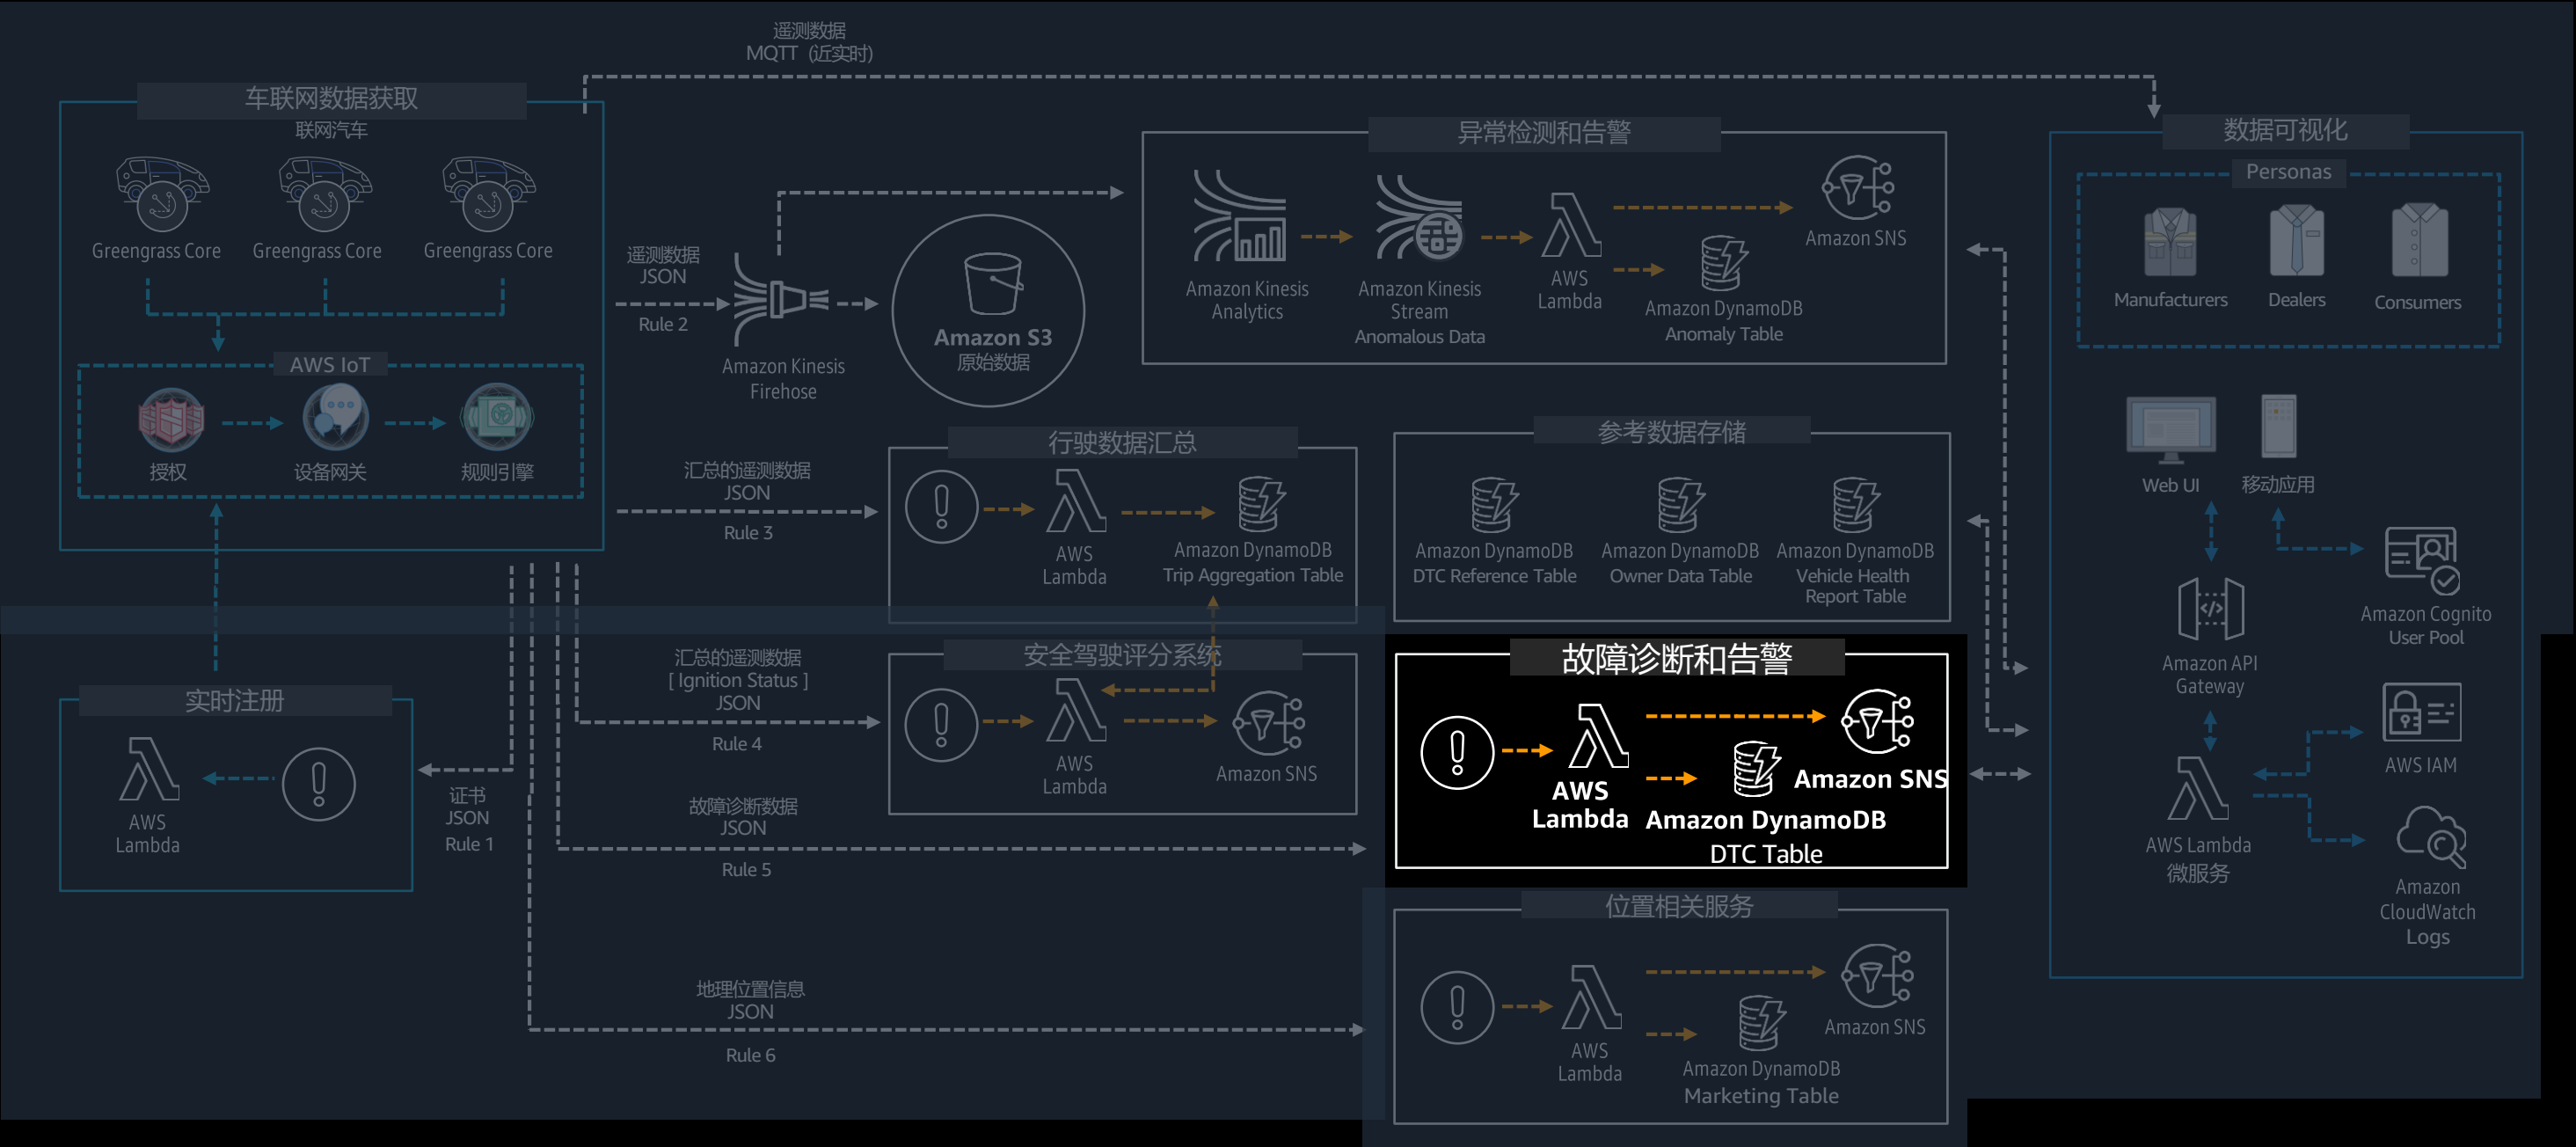 遥测数据
MQTT（近实时）
车联网数据获取
联网汽车
Greengrass Core
Greengrass Core
Greengrass Core
AWS IoT
授权
设备网关
规则引擎
遥测数据
JSON
Rule 2
Amazon Kinesis
Firehose
Amazon S3
原始数据
异常检测和告警
Amazon Kinesis
Analytics
Amazon Kinesis
Stream
Anomalous Data
AWS
Lambda
Amazon DynamoDB
Anomaly Table
Amazon SNS
数据可视化
Personas
Manufacturers
Dealers
Consumers
Web UI
移动应用
Amazon Cognito
User Pool
Amazon API
Gateway
AWS IAM
AWS Lambda
微服务
Amazon
CloudWatch
Logs
汇总的遥测数据
JSON
Rule 3
行驶数据汇总
AWS
Lambda
Amazon DynamoDB
Trip Aggregation Table
参考数据存储
Amazon DynamoDB
DTC Reference Table
Amazon DynamoDB
Owner Data Table
Amazon DynamoDB
Vehicle Health
Report Table
实时注册
AWS
Lambda
证书
JSON
Rule 1
汇总的遥测数据
[ Ignition Status ]
JSON
Rule 4
安全驾驶评分系统
AWS
Lambda
Amazon SNS
故障诊断数据
JSON
Rule 5
故障诊断和告警
AWS
Lambda
Amazon DynamoDB
DTC Table
Amazon SNS
地理位置信息
JSON
Rule 6
位置相关服务
AWS
Lambda
Amazon DynamoDB
Marketing Table
Amazon SNS